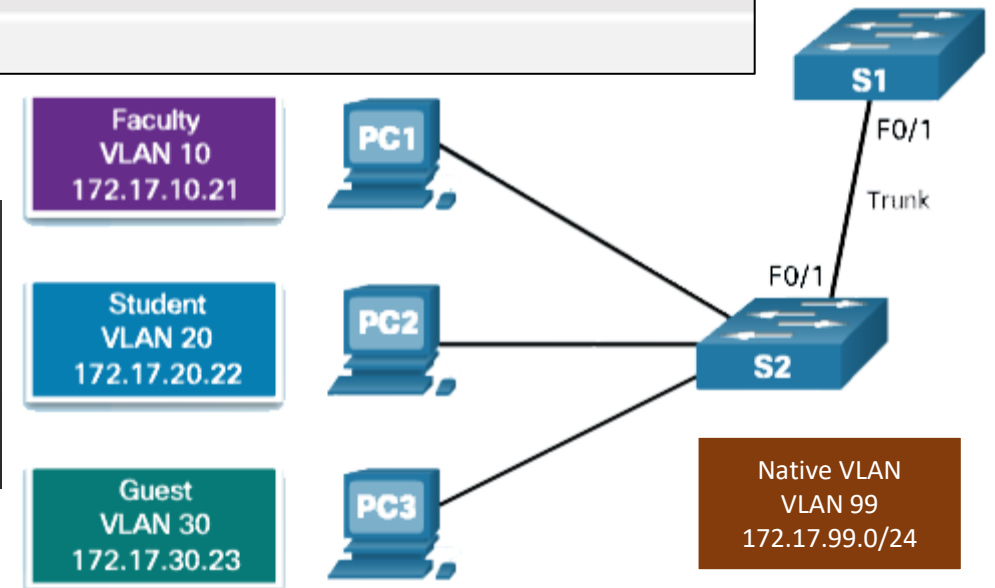 S1
F0/1
Trunk
F0/1
S2
Faculty
VLAN 10
172.17.10.21
PC1
Student
VLAN 20
172.17.20.22
PC2
Guest
VLAN 30
172.17.30.23
PC3
Native VLAN
VLAN 99
172.17.99.0/24